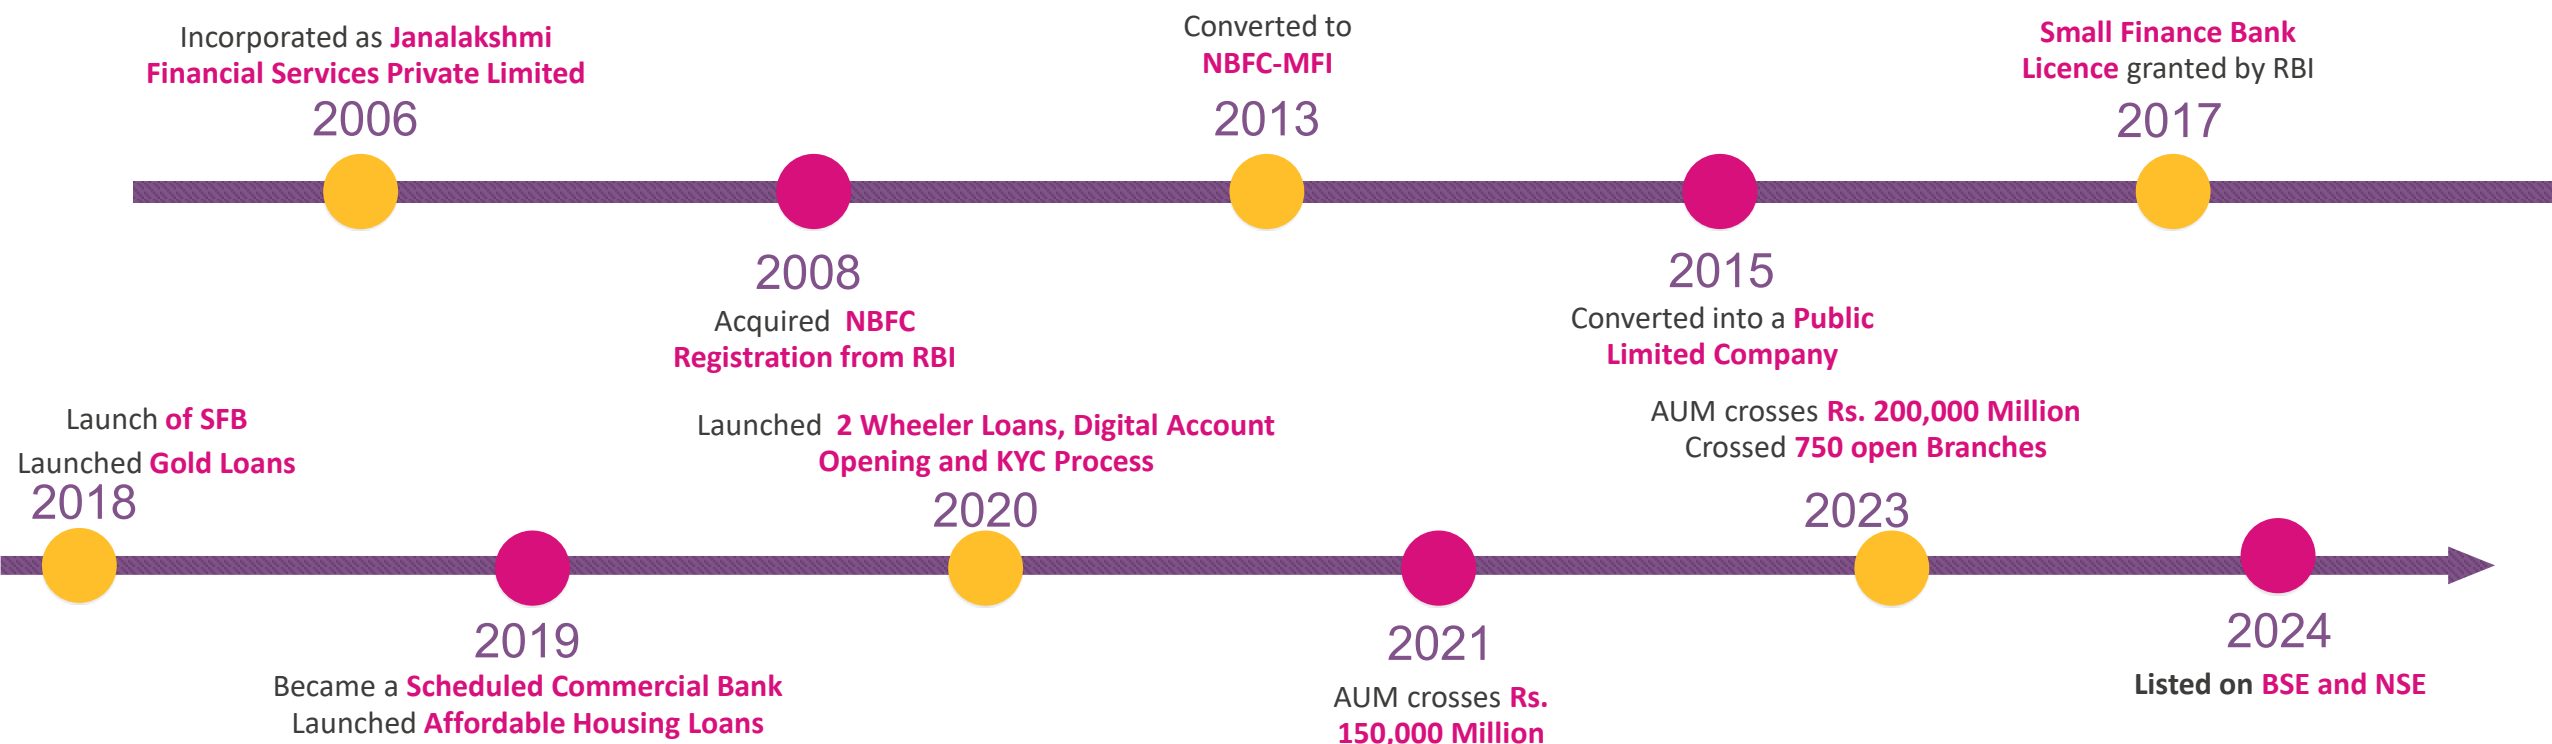 Incorporated as Janalakshmi
Financial Services Private Limited
2006
2008
Acquired NBFC
Registration from RBI
Converted to
NBFC-MFI
2013
2015
Converted into a Public
Limited Company
Small Finance Bank
Licence granted by RBI
2017
Launch of SFB
Launched Gold Loans
2018
2019
Became a Scheduled Commercial Bank
Launched Affordable Housing Loans
Launched 2 Wheeler Loans, Digital Account
Opening and KYC Process
2020
2021
AUM crosses Rs.
150,000 Million
AUM crosses Rs. 200,000 Million
Crossed 750 open Branches
2023
2024
Listed on BSE and NSE